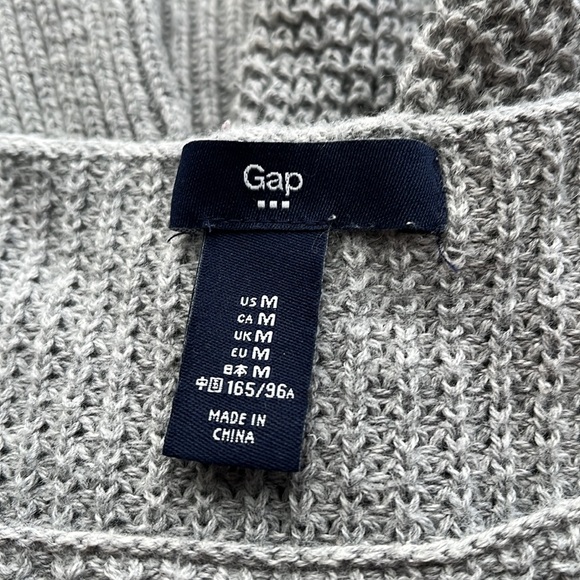 Gap
US M
CA M
UK M
EU M
日本 M
中国 165/96A
MADE IN
CHINA